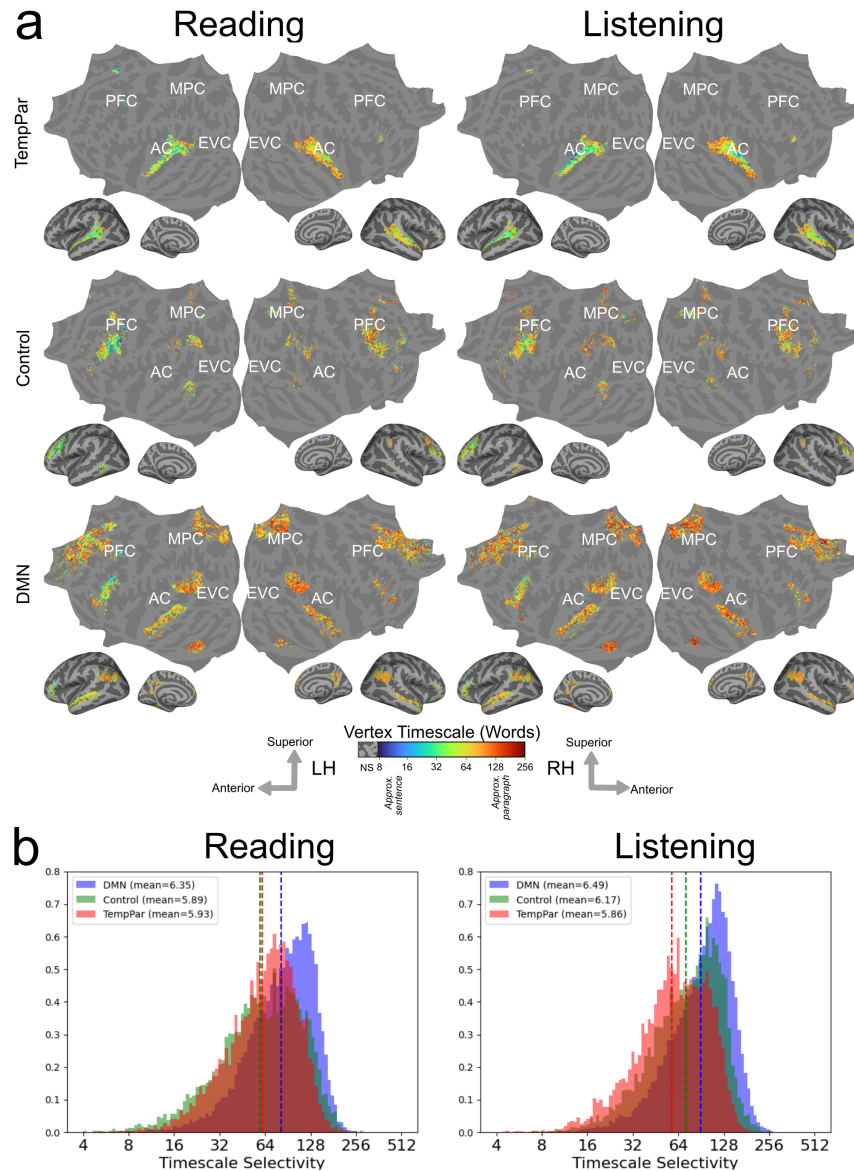 a
Reading Listening
TempPar
PFC MPC AC EVC EVC AC
MPC PFC
PFC MPC AC EVC EVC AC
MPC PFC
Control
PFC MPC MPC PFC
AC EVC EVC AC
PFC MPC MPC PFC
AC EVC EVC AC
DMN
PFC MPC MPC PFC
AC EVC EVC AC
PFC MPC MPC PFC
AC EVC EVC AC
Vertex Timescale (Words)
Superior
Anterior
LH
NS 8 16 32 64 128 256
Approx. sentence
Approx. paragraph
RH
Superior
Anterior
b
Reading
DMN (mean=6.35)
Control (mean=5.89)
TempPar (mean=5.93)
0.8
0.7
0.6
0.5
0.4
0.3
0.2
0.1
0.0
4 8 16 32 64 128 256 512
Timescale Selectivity
Listening
DMN (mean=6.49)
Control (mean=6.17)
TempPar (mean=5.86)
0.8
0.7
0.6
0.5
0.4
0.3
0.2
0.1
0.0
4 8 16 32 64 128 256 512
Timescale Selectivity